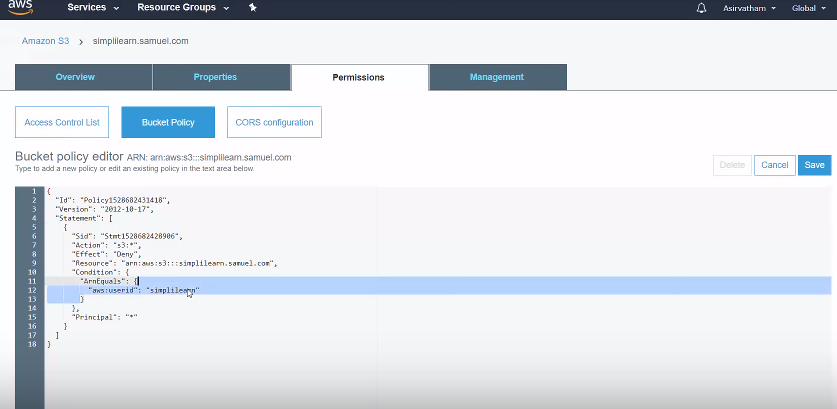 aws
Services
Resource Groups
Asirvatham
Global
Amazon S3 > simplilearn.samuel.com
Overview
Properties
Permissions
Management
Access Control List
Bucket Policy
CORS configuration
Bucket policy editor ARN: arn:aws:s3:::simplilearn.samuel.com
Type to add a new policy or edit an existing policy in the text area below.
Delete
Cancel
Save
1 {
2 "Id": "Policy1528682431418",
3 "Version": "2012-10-17",
4 "Statement": [
5 {
6 "Sid": "Stmt1528682428906",
7 "Action": "s3:*",
8 "Effect": "Deny",
9 "Resource": "arn:aws:s3:::simplilearn.samuel.com",
10 "Condition": {
11 "ArnEquals": {
12 "aws:userid": "simplilearn"
13 }
14 },
15 "Principal": "*"
16 }
17 ]
18 }